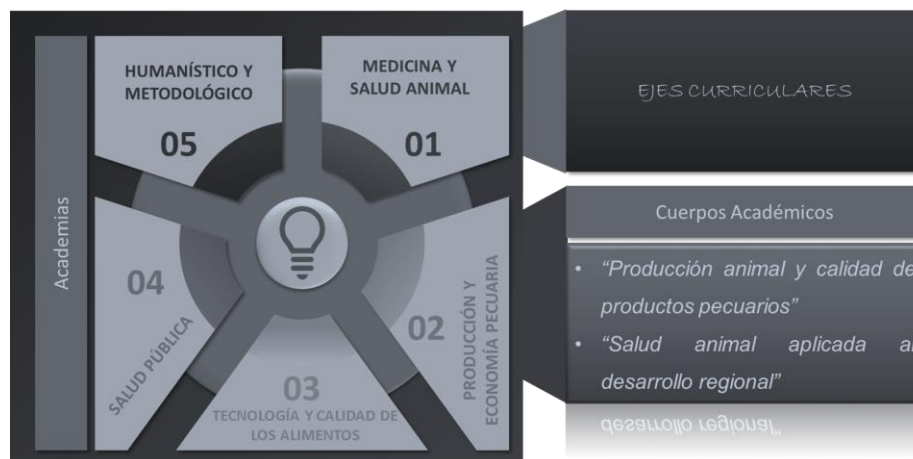 Academias
HUMANÍSTICO Y
METODOLÓGICO
05
MEDICINA Y
SALUD ANIMAL
01
04
SALUD PÚBLICA
02
PRODUCCIÓN Y
ECONOMÍA PECUARIA
03
TECNOLOGÍA Y CALIDAD DE
LOS ALIMENTOS
EJES CURRICULARES
Cuerpos Académicos
• “Producción animal y calidad de
productos pecuarios”
• “Salud animal aplicada al
desarrollo regional”